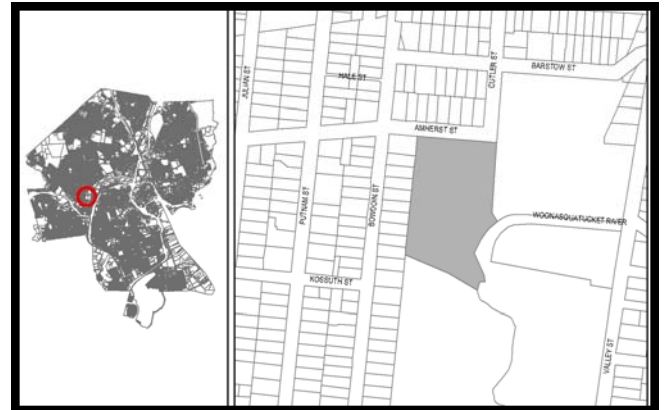 JULIAN ST
HALE ST
CUTLER ST
BARSTOW ST
AMHERST ST
PUTNAM ST
BOWDOIN ST
WOONASQUATUCKET RIVER
KOSSUTH ST
VALLEY ST